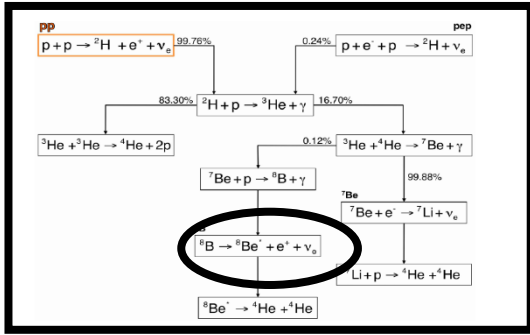 pp
pep
p + p → ²H + e⁺ + νₑ
99.76%
0.24%
p + e⁻ + p → ²H + νₑ
83.30%
²H + p → ³He + γ
16.70%
³He + ³He → ⁴He + 2p
0.12%
³He + ⁴He → ⁷Be + γ
⁷Be + p → ⁸B + γ
99.88%
⁷Be
⁷Be + e⁻ → ⁷Li + νₑ
⁸B → ⁸Be* + e⁺ + νₑ
⁷Li + p → ⁴He + ⁴He
⁸Be* → ⁴He + ⁴He